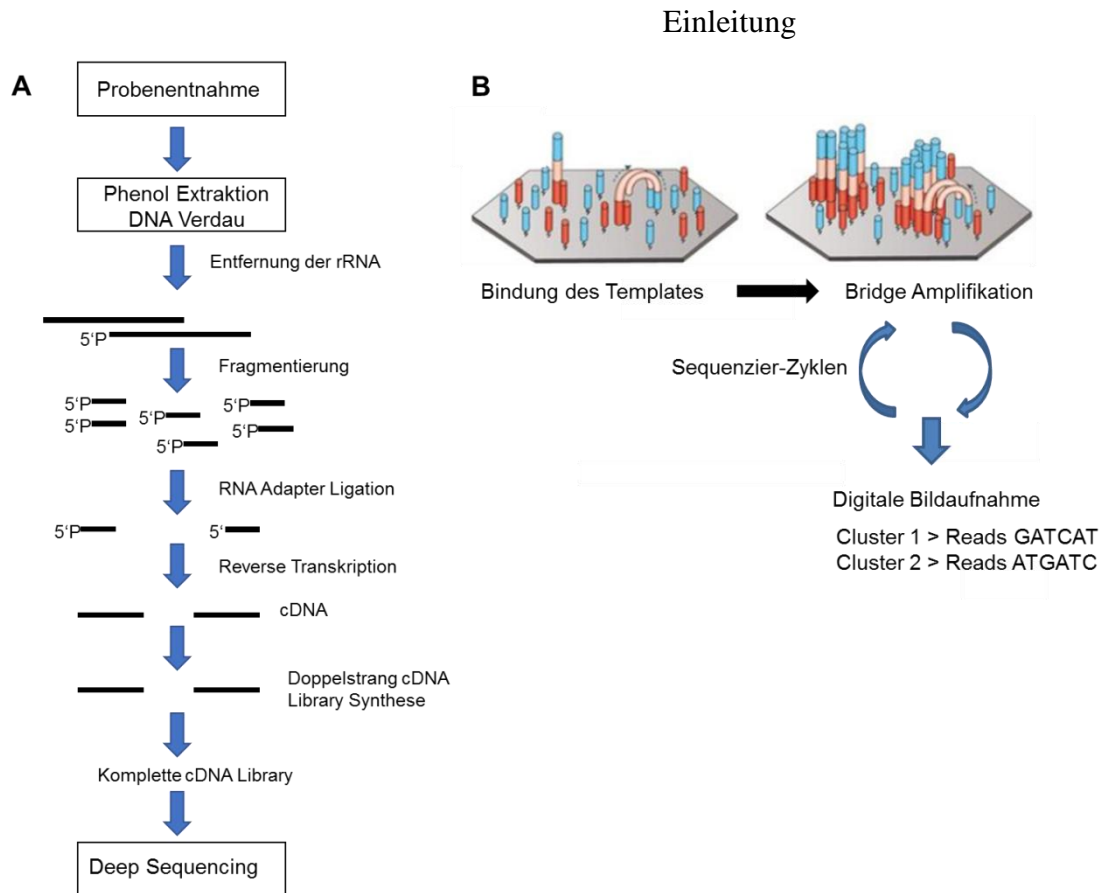 Einleitung
A
Probenentnahme
Phenol Extraktion
DNA Verdau
Entfernung der rRNA
5‘P
Fragmentierung
5‘P
5‘P
5‘P
5‘P
5‘P
5‘P
RNA Adapter Ligation
5‘P
5‘
Reverse Transkription
cDNA
Doppelstrang cDNA
Library Synthese
Komplette cDNA Library
Deep Sequencing
B
Bindung des Templates
Bridge Amplifikation
Sequenzier-Zyklen
Digitale Bildaufnahme
Cluster 1 > Reads GATCAT
Cluster 2 > Reads ATGATC